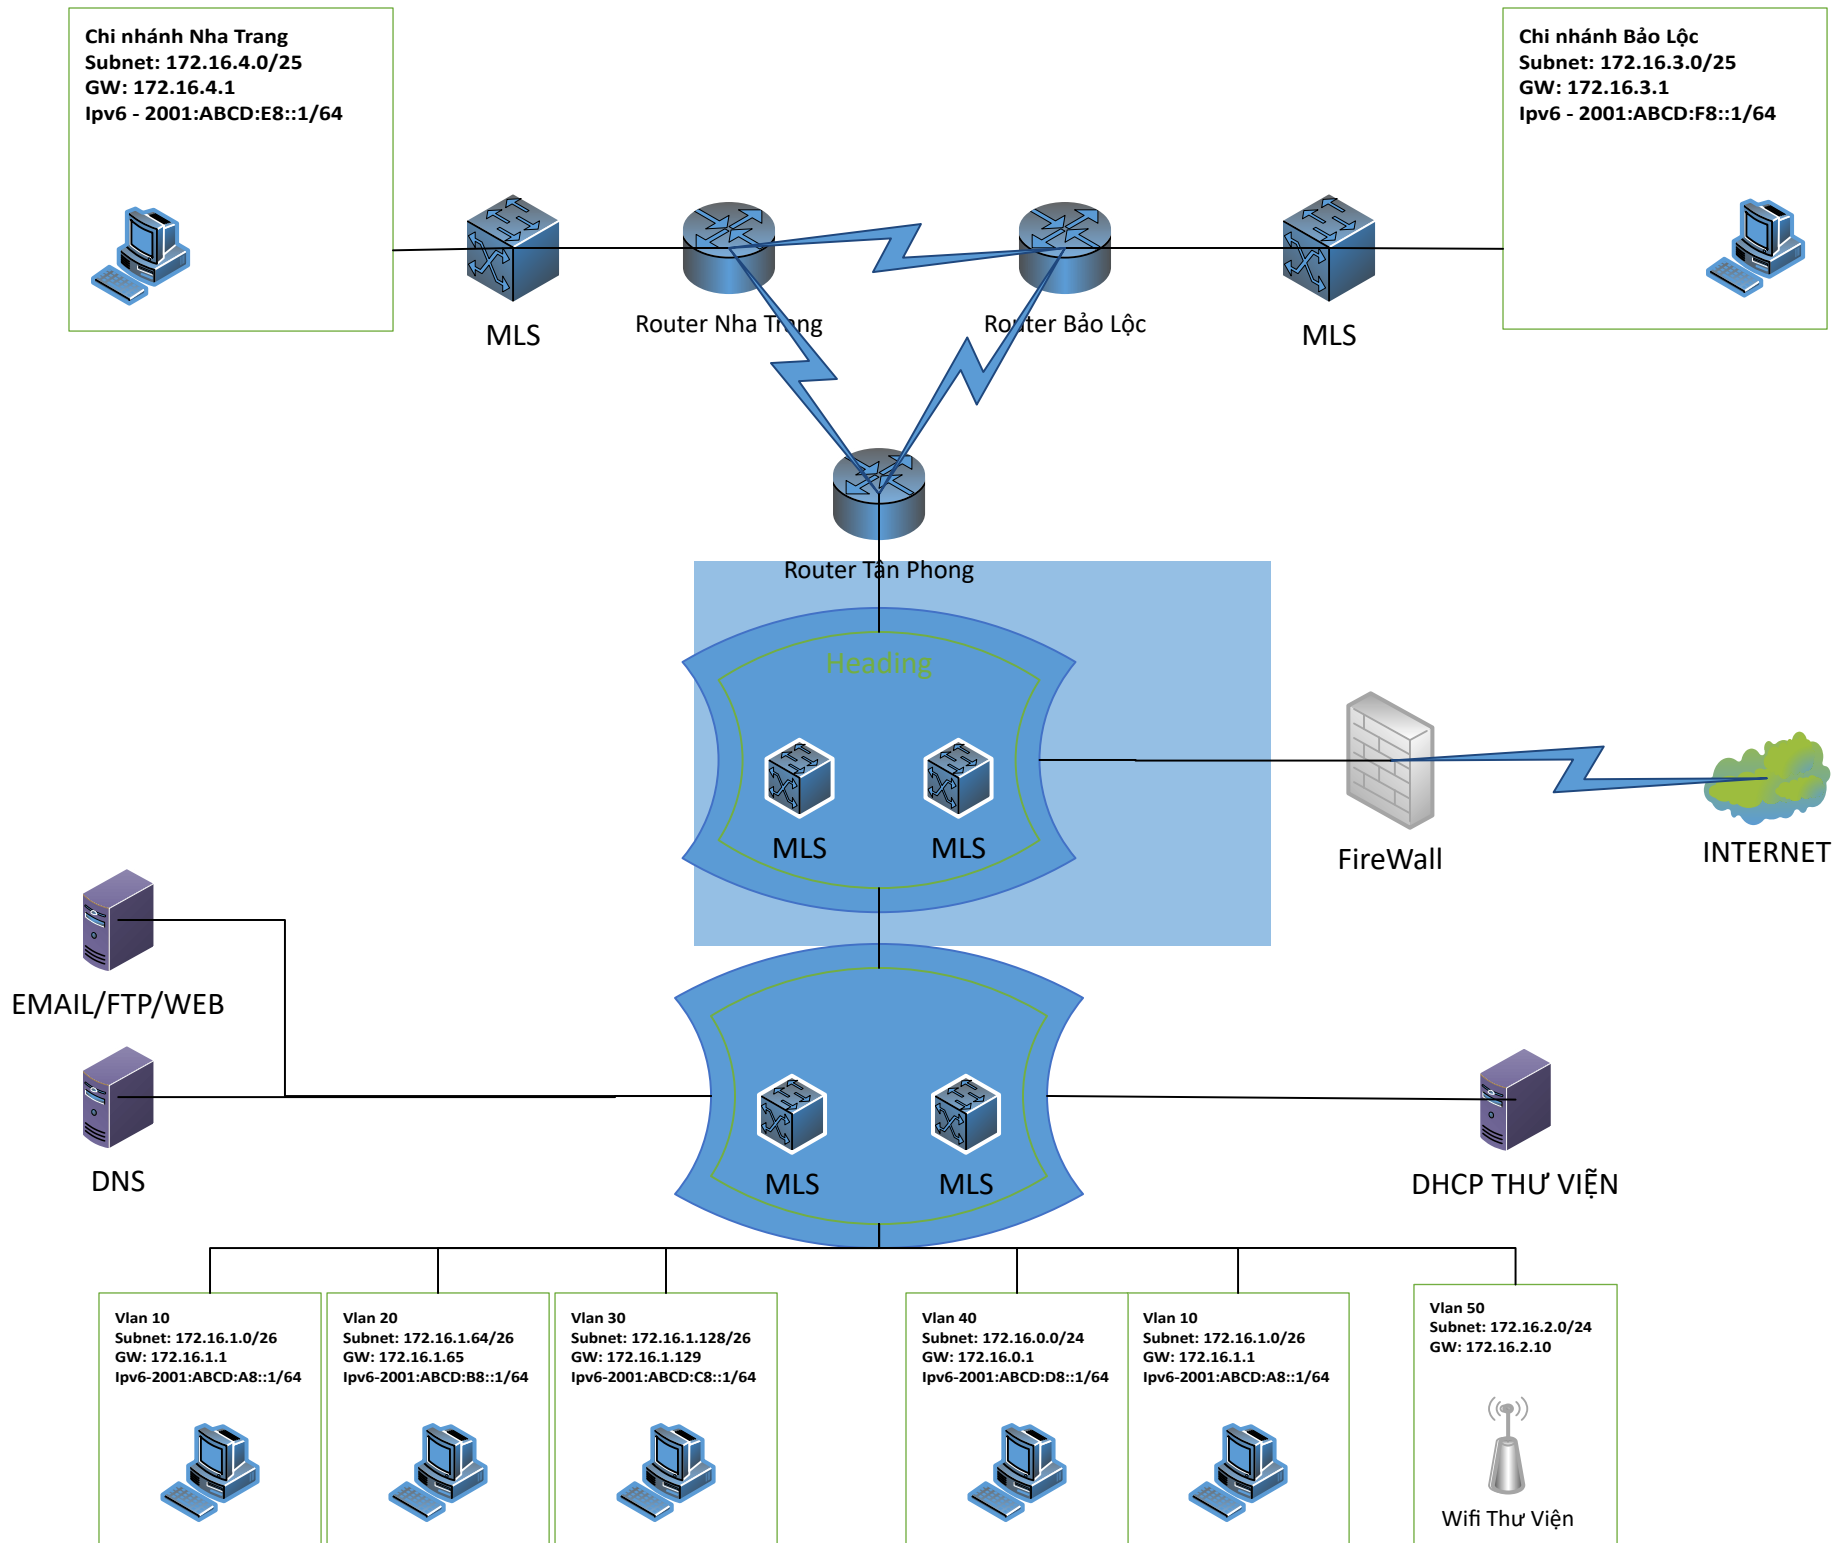 Chi nhánh Nha Trang
Subnet: 172.16.4.0/25
GW: 172.16.4.1
Ipv6 - 2001:ABCD:E8::1/64
Chi nhánh Bảo Lộc
Subnet: 172.16.3.0/25
GW: 172.16.3.1
Ipv6 - 2001:ABCD:F8::1/64
MLS
Router Nha Trang
Router Bảo Lộc
MLS
Router Tân Phong
Heading
MLS
MLS
FireWall
INTERNET
EMAIL/FTP/WEB
DNS
MLS
MLS
DHCP THƯ VIỆN
Vlan 10
Subnet: 172.16.1.0/26
GW: 172.16.1.1
Ipv6-2001:ABCD:A8::1/64
Vlan 20
Subnet: 172.16.1.64/26
GW: 172.16.1.65
Ipv6-2001:ABCD:B8::1/64
Vlan 30
Subnet: 172.16.1.128/26
GW: 172.16.1.129
Ipv6-2001:ABCD:C8::1/64
Vlan 40
Subnet: 172.16.0.0/24
GW: 172.16.0.1
Ipv6-2001:ABCD:D8::1/64
Vlan 10
Subnet: 172.16.1.0/26
GW: 172.16.1.1
Ipv6-2001:ABCD:A8::1/64
Vlan 50
Subnet: 172.16.2.0/24
GW: 172.16.2.10
Wifi Thư Viện